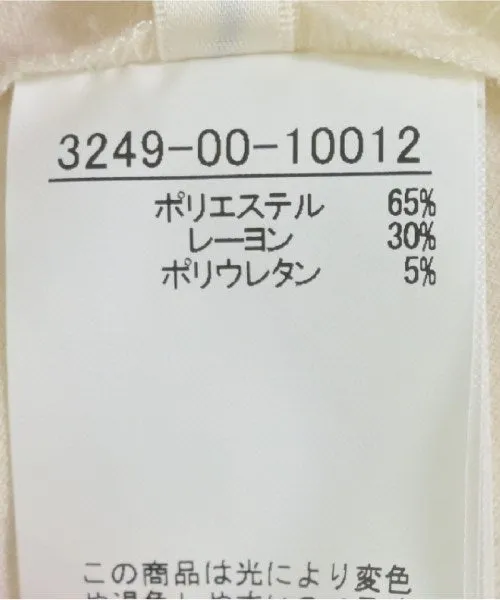 3249-00-10012
ポリエステル 65%
レーヨン 30%
ポリウレタン 5%
この商品は光により変色